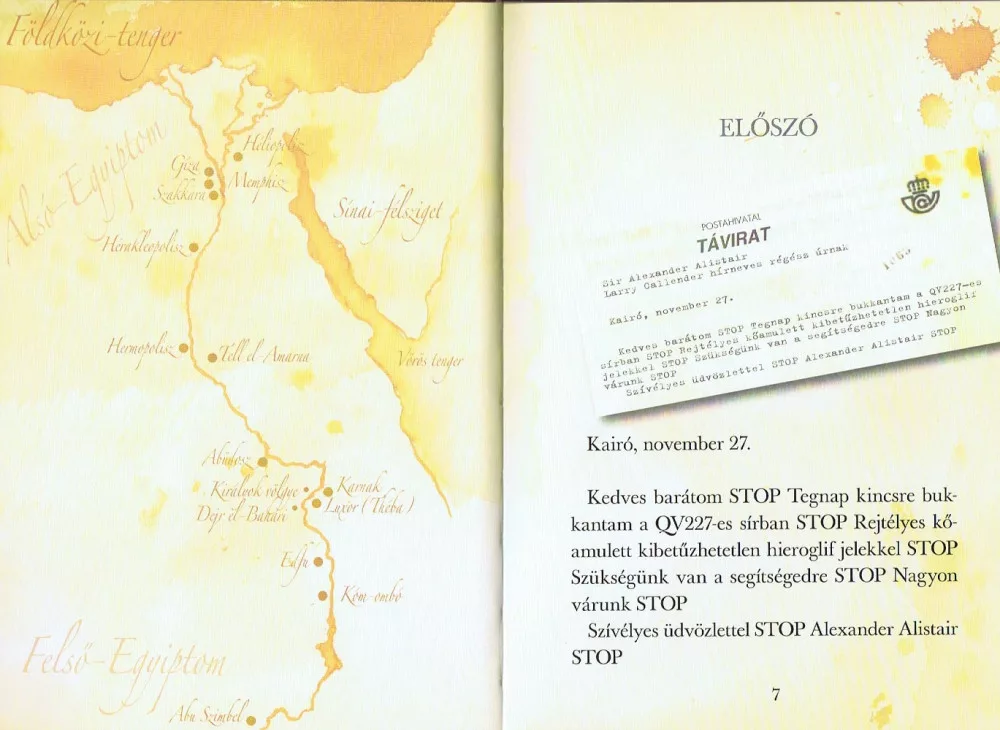 Földközi-tenger
Alsó-Egyiptom
Héliopolisz
Gíza
Memphisz
Szakkara
Sínai-félsziget
Hérakleopolisz
Hermopolisz
Tell el Amarna
Vörös tenger
Abüdosz
Királyok völgye
Karnak
Luxor (Théba)
Dejr el-Bahari
Edfu
Kóm-ombó
Felső-Egyiptom
Abu Szimbel
ELŐSZÓ
POSTAHIVATAL
TÁVIRAT
Sir Alexander Alistair
Larry Callender hírneves régész úrnak
Kairó, november 27.
Kedves barátom STOP Tegnap kincsre bukkantam a QV227-es
sírban STOP Rejtélyes kőamulett kibetűzhetetlen hieroglif
jelekkel STOP Szükségünk van a segítségedre STOP Nagyon
várunk STOP
Szívélyes üdvözlettel STOP Alexander Alistair STOP
Kairó, november 27.
Kedves barátom STOP Tegnap kincsre buk-
kantam a QV227-es sírban STOP Rejtélyes kő-
amulett kibetűzhetetlen hieroglif jelekkel STOP
Szükségünk van a segítségedre STOP Nagyon
várunk STOP
Szívélyes üdvözlettel STOP Alexander Alistair
STOP
7